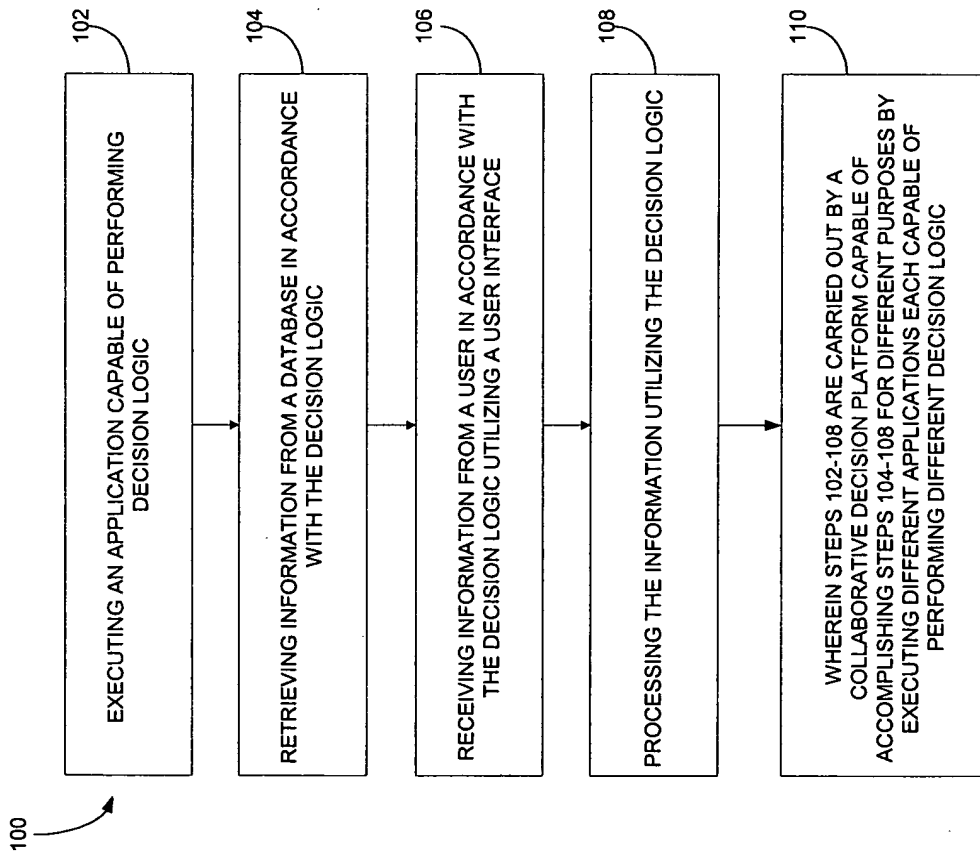 100
102
EXECUTING AN APPLICATION CAPABLE OF PERFORMING
DECISION LOGIC
104
RETRIEVING INFORMATION FROM A DATABASE IN ACCORDANCE
WITH THE DECISION LOGIC
106
RECEIVING INFORMATION FROM A USER IN ACCORDANCE WITH
THE DECISION LOGIC UTILIZING A USER INTERFACE
108
PROCESSING THE INFORMATION UTILIZING THE DECISION LOGIC
110
WHEREIN STEPS 102-108 ARE CARRIED OUT BY A
COLLABORATIVE DECISION PLATFORM CAPABLE OF
ACCOMPLISHING STEPS 104-108 FOR DIFFERENT PURPOSES BY
EXECUTING DIFFERENT APPLICATIONS EACH CAPABLE OF
PERFORMING DIFFERENT DECISION LOGIC